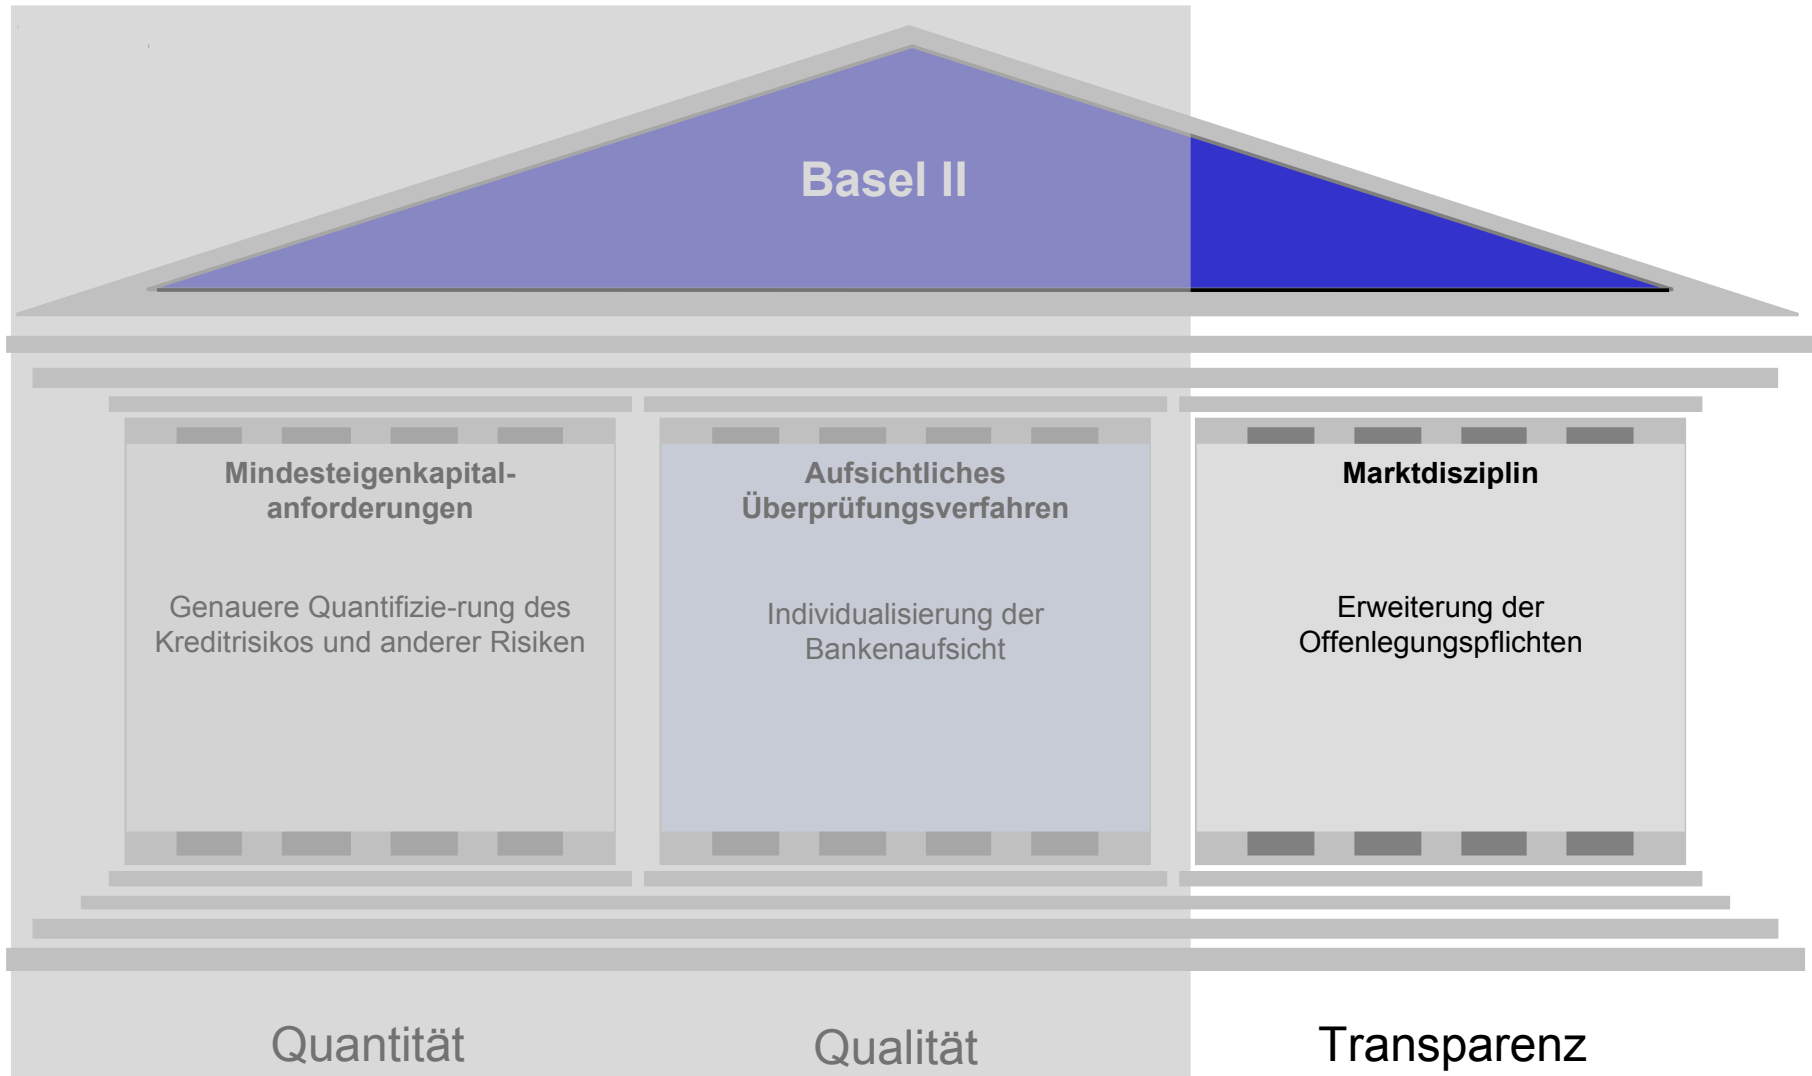 Basel II
Mindesteigenkapital-
anforderungen
Genauere Quantifizie-rung des
Kreditrisikos und anderer Risiken
Aufsichtliches
Überprüfungsverfahren
Individualisierung der
Bankenaufsicht
Marktdisziplin
Erweiterung der
Offenlegungspflichten
Quantität
Qualität
Transparenz